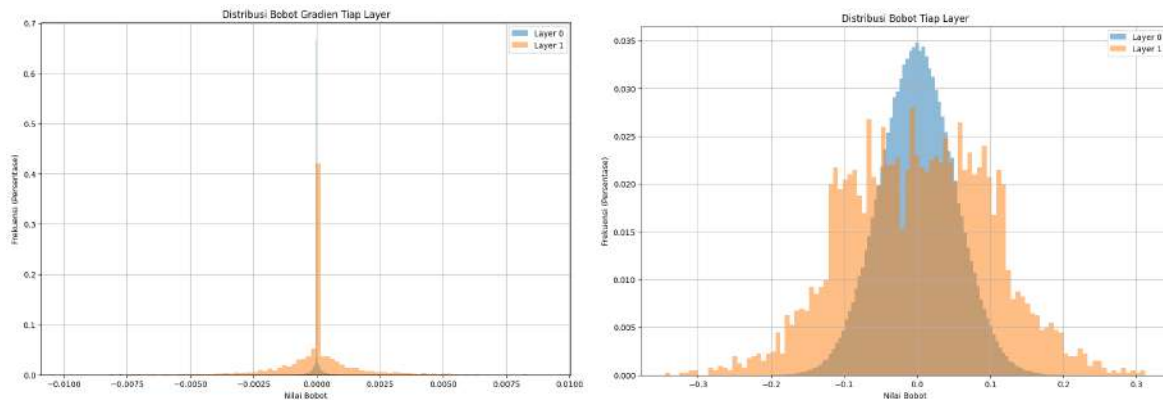 Distribusi Bobot Gradien Tiap Layer
Layer 0
Layer 1
0.7
0.6
0.5
0.4
0.3
0.2
0.1
0.0
Frekuensi (Persentase)
−0.0100 −0.0075 −0.0050 −0.0025 0.0000 0.0025 0.0050 0.0075 0.0100
Nilai Bobot
Distribusi Bobot Tiap Layer
Layer 0
Layer 1
0.035
0.030
0.025
0.020
0.015
0.010
0.005
0.000
Frekuensi (Persentase)
−0.3 −0.2 −0.1 0.0 0.1 0.2 0.3
Nilai Bobot